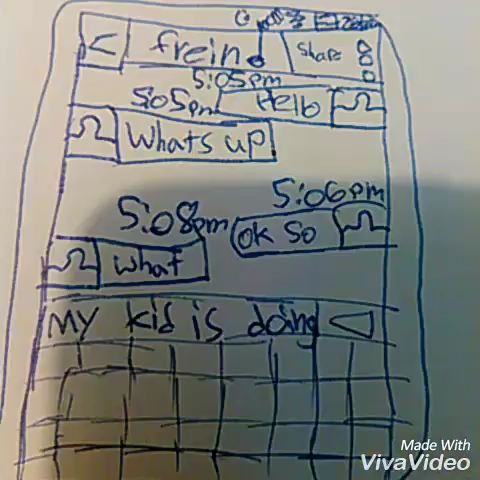 < frein Share
5:05pm
5:05pm Hello
Whats up
5:06pm
5:08pm OK So
What
My kid is doing
Made With
VivaVideo